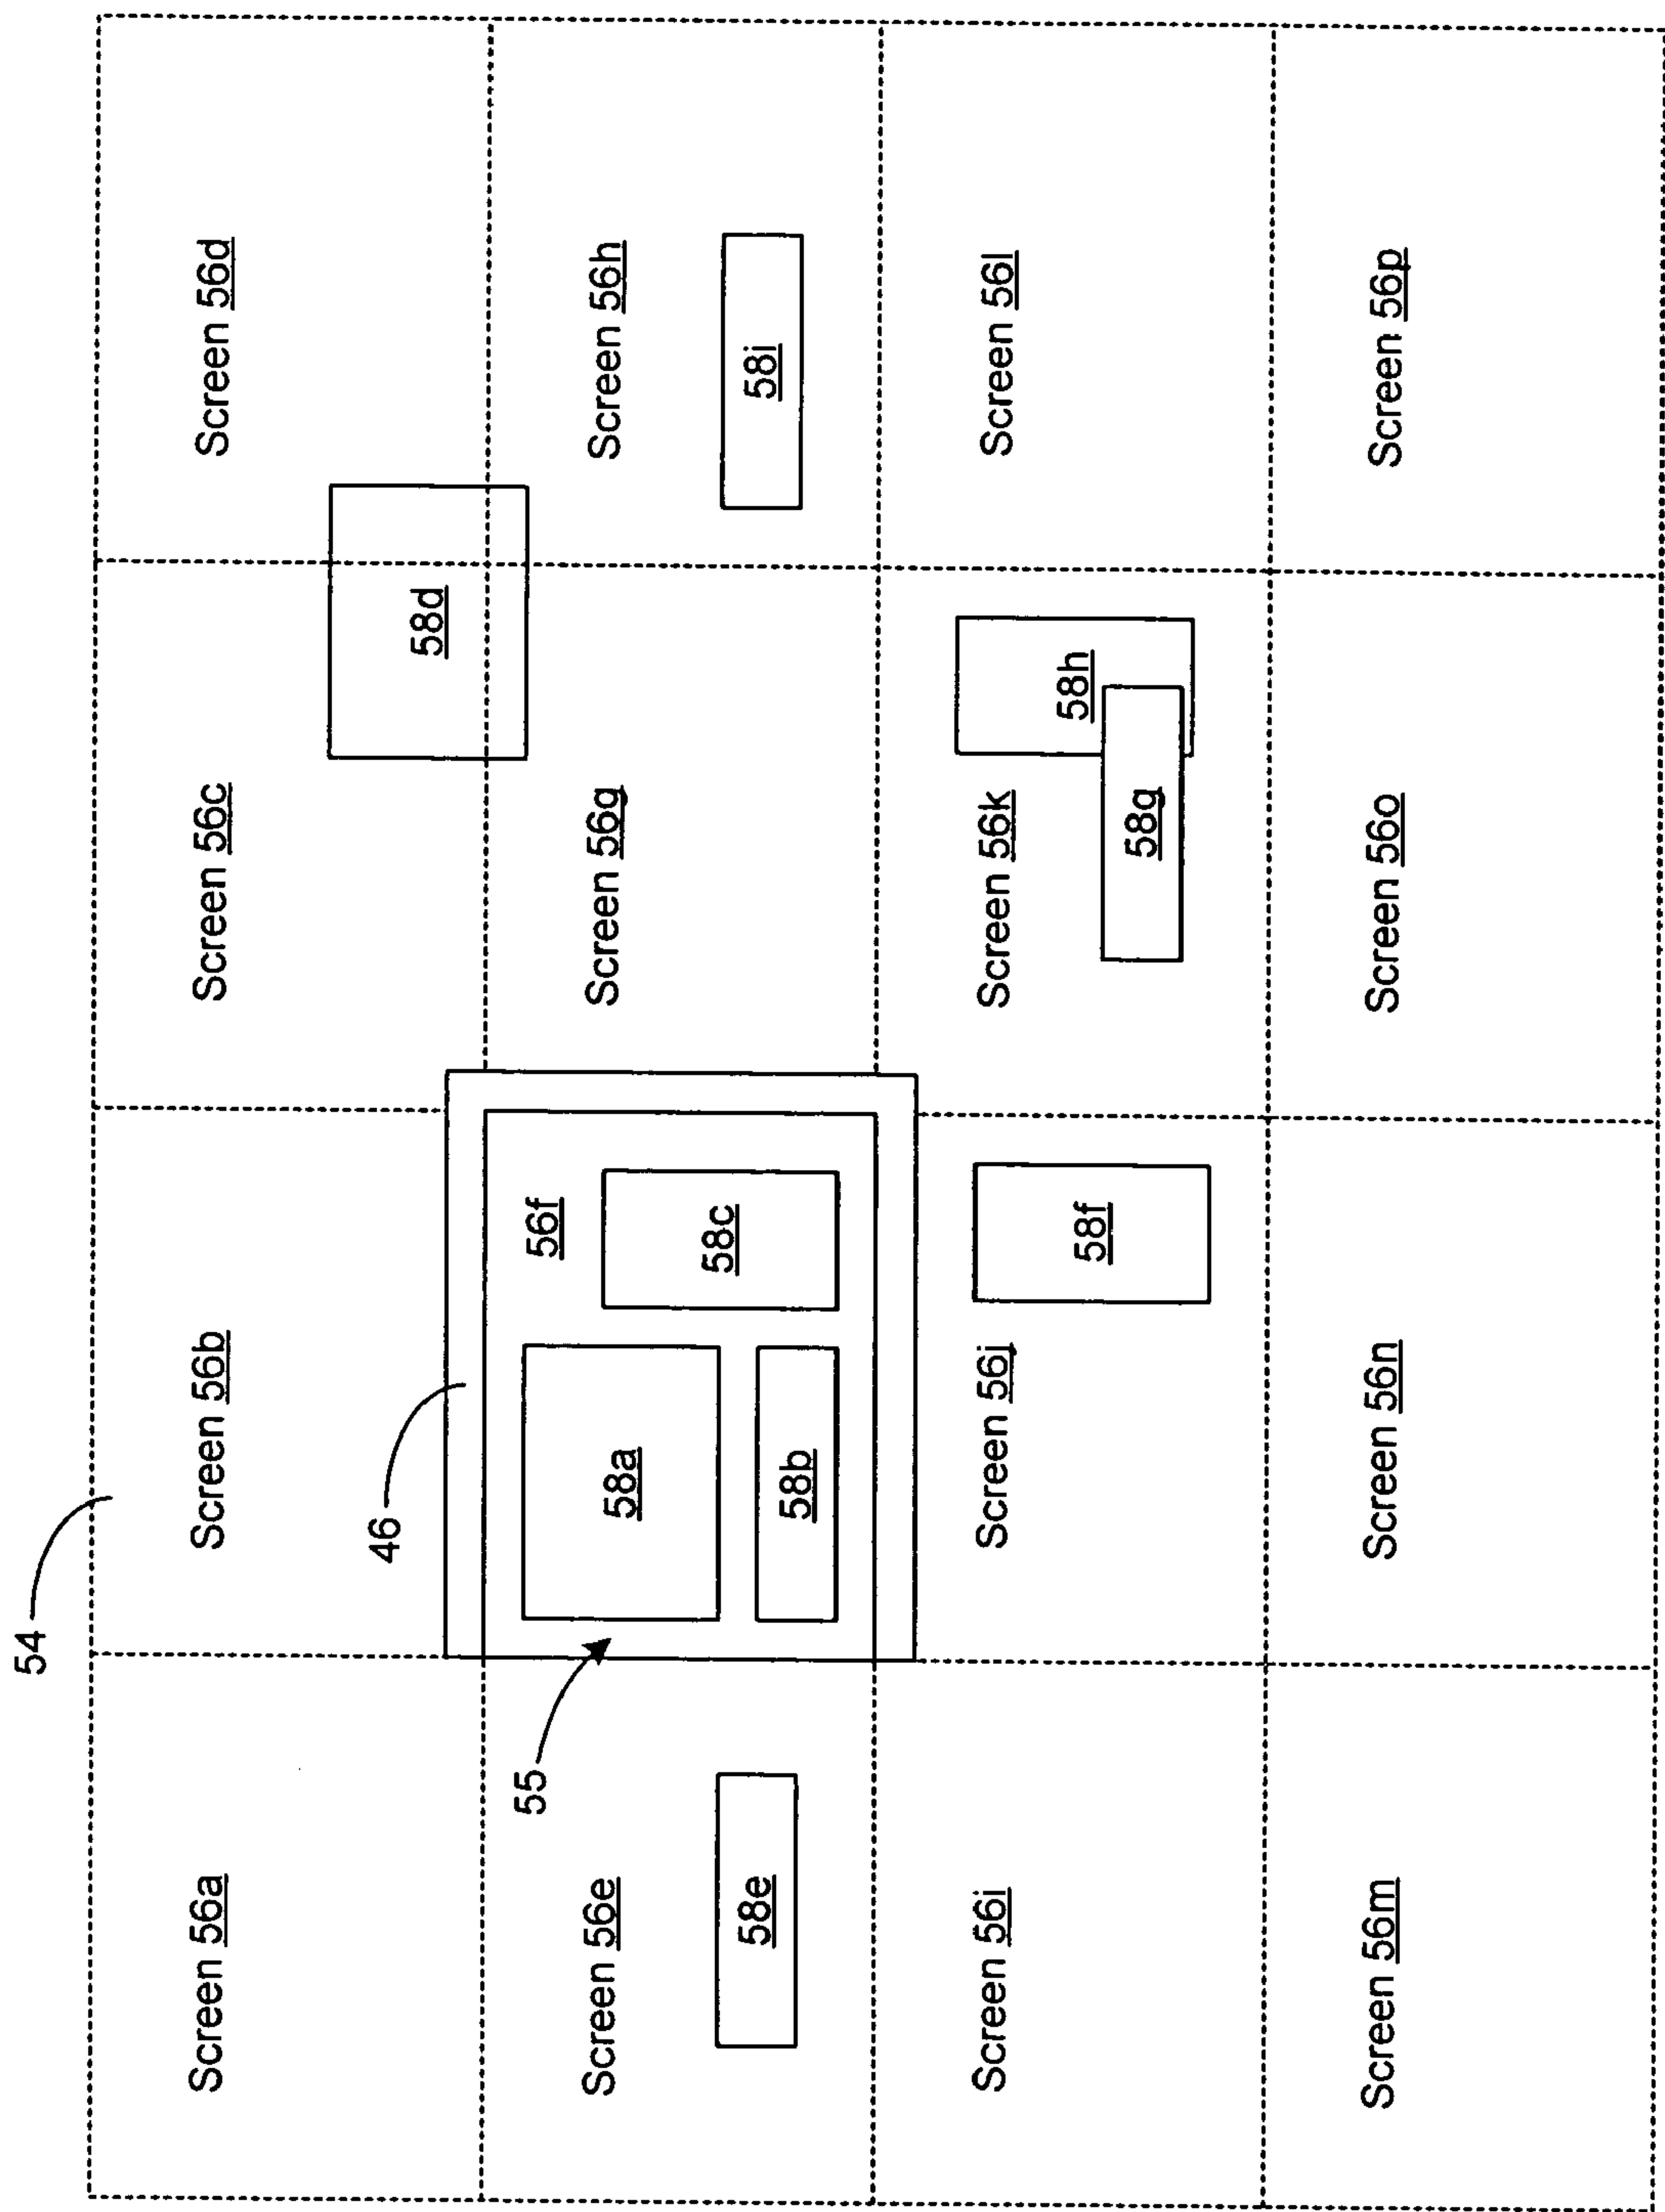 54
Screen 56a
Screen 56b
Screen 56c
Screen 56d
46
58d
55
Screen 56e
58e
56f
58a
58b
58c
Screen 56g
Screen 56h
58i
Screen 56i
Screen 56j
58f
Screen 56k
58g
58h
Screen 56l
Screen 56m
Screen 56n
Screen 56o
Screen 56p